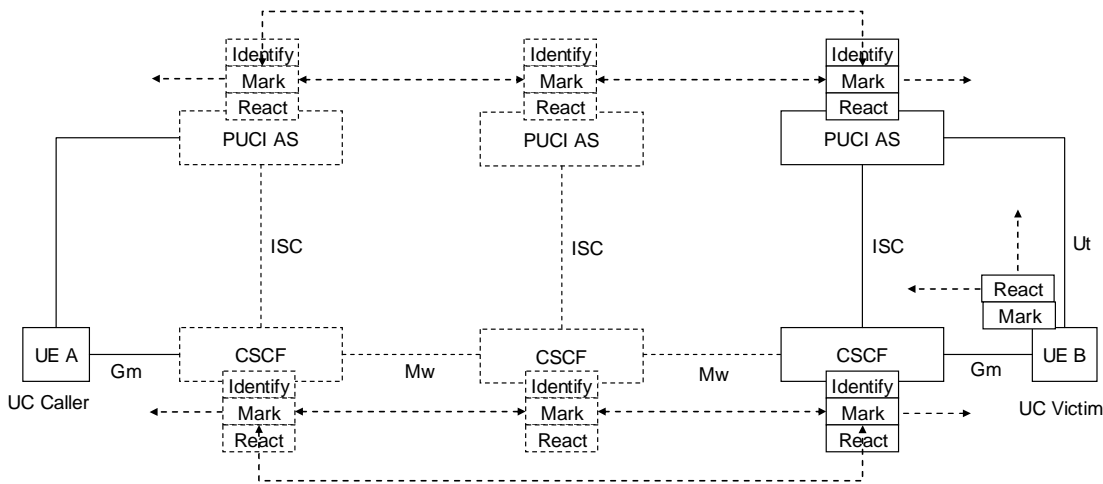 Identify
Mark
React
PUCI AS
Identify
Mark
React
PUCI AS
Identify
Mark
React
PUCI AS
ISC
ISC
ISC
Ut
React
Mark
UE A
Gm
CSCF
Mw
CSCF
Mw
CSCF
Gm
UE B
UC Caller
UC Victim
Identify
Mark
React
Identify
Mark
React
Identify
Mark
React